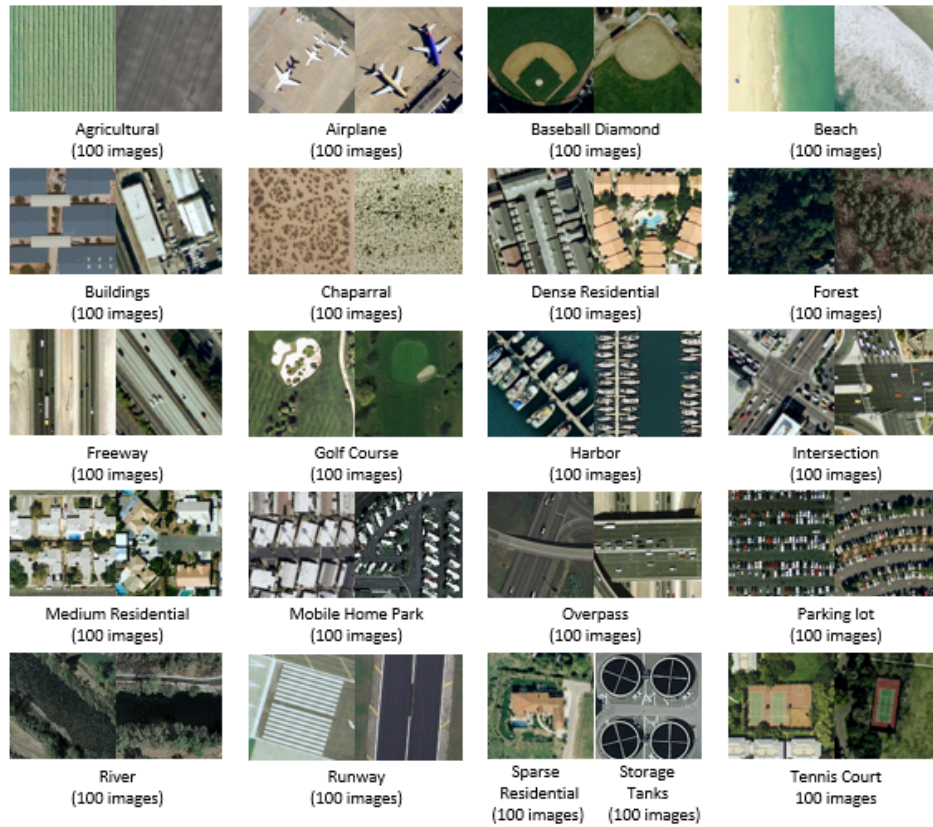 Agricultural
(100 images)
Airplane
(100 images)
Baseball Diamond
(100 images)
Beach
(100 images)
Buildings
(100 images)
Chaparral
(100 images)
Dense Residential
(100 images)
Forest
(100 images)
Freeway
(100 images)
Golf Course
(100 images)
Harbor
(100 images)
Intersection
(100 images)
Medium Residential
(100 images)
Mobile Home Park
(100 images)
Overpass
(100 images)
Parking lot
(100 images)
River
(100 images)
Runway
(100 images)
Sparse
Residential
(100 images)
Storage
Tanks
(100 images)
Tennis Court
100 images